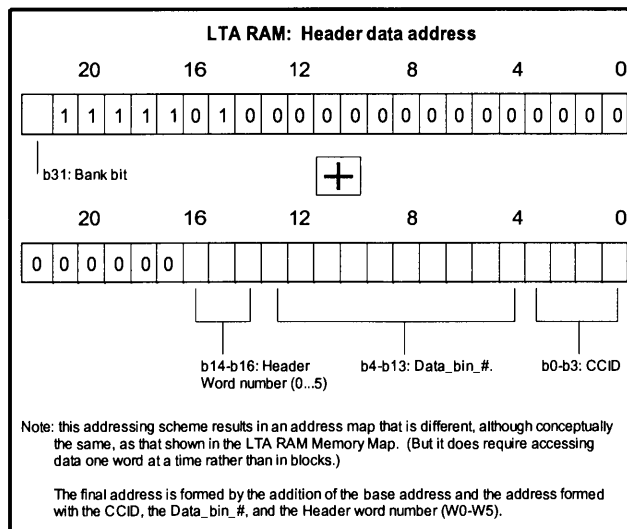 LTA RAM: Header data address
20 16 12 8 4 0
1 1 1 1 1 0 1 0 0 0 0 0 0 0 0 0 0 0 0 0 0
b31: Bank bit
+
20 16 12 8 4 0
0 0 0 0 0 0
b14-b16: Header b4-b13: Data_bin_#. b0-b3: CCID
Word number (0...5)
Note: this addressing scheme results in an address map that is different, although conceptually
the same, as that shown in the LTA RAM Memory Map. (But it does require accessing
data one word at a time rather than in blocks.)
The final address is formed by the addition of the base address and the address formed
with the CCID, the Data_bin_#, and the Header word number (W0-W5).